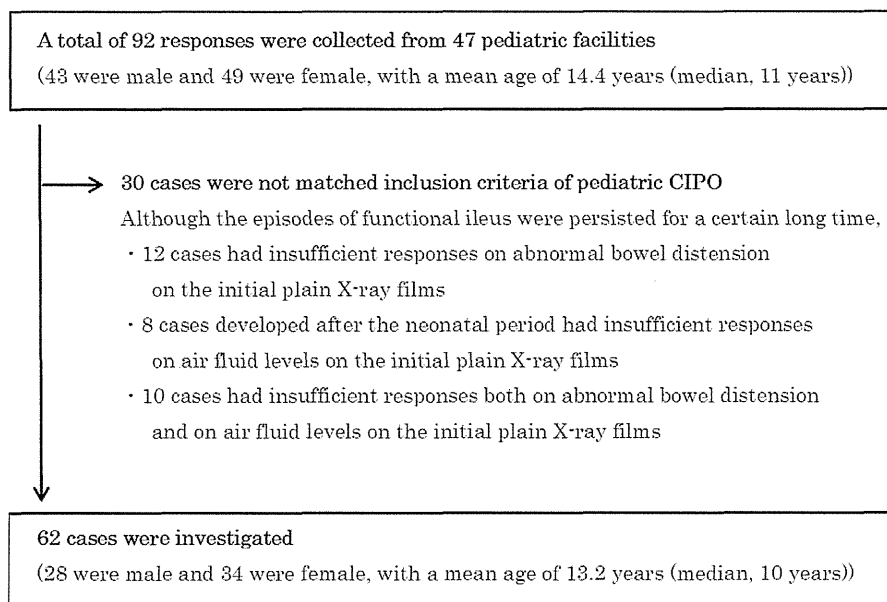 A total of 92 responses were collected from 47 pediatric facilities
(43 were male and 49 were female, with a mean age of 14.4 years (median, 11 years))
30 cases were not matched inclusion criteria of pediatric CIPO
Although the episodes of functional ileus were persisted for a certain long time,
・12 cases had insufficient responses on abnormal bowel distension
on the initial plain X-ray films
・8 cases developed after the neonatal period had insufficient responses
on air fluid levels on the initial plain X-ray films
・10 cases had insufficient responses both on abnormal bowel distension
and on air fluid levels on the initial plain X-ray films
62 cases were investigated
(28 were male and 34 were female, with a mean age of 13.2 years (median, 10 years))